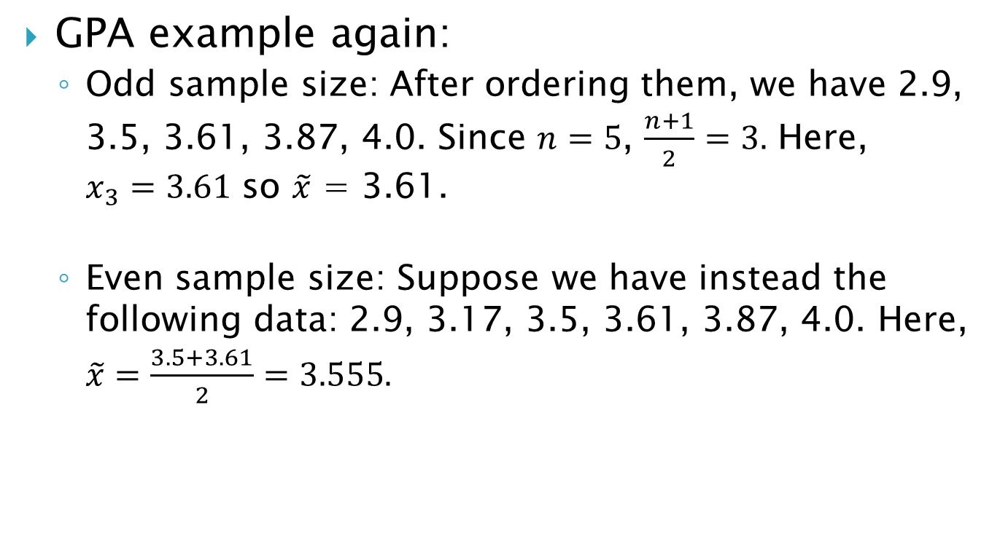 GPA example again:
Odd sample size: After ordering them, we have 2.9,
3.5, 3.61, 3.87, 4.0. Since $n = 5$, $\frac{n+1}{2} = 3$. Here,
$x_3 = 3.61$ so $\tilde{x} =$ 3.61.
Even sample size: Suppose we have instead the
following data: 2.9, 3.17, 3.5, 3.61, 3.87, 4.0. Here,
$\tilde{x} = \frac{3.5+3.61}{2} = 3.555.$